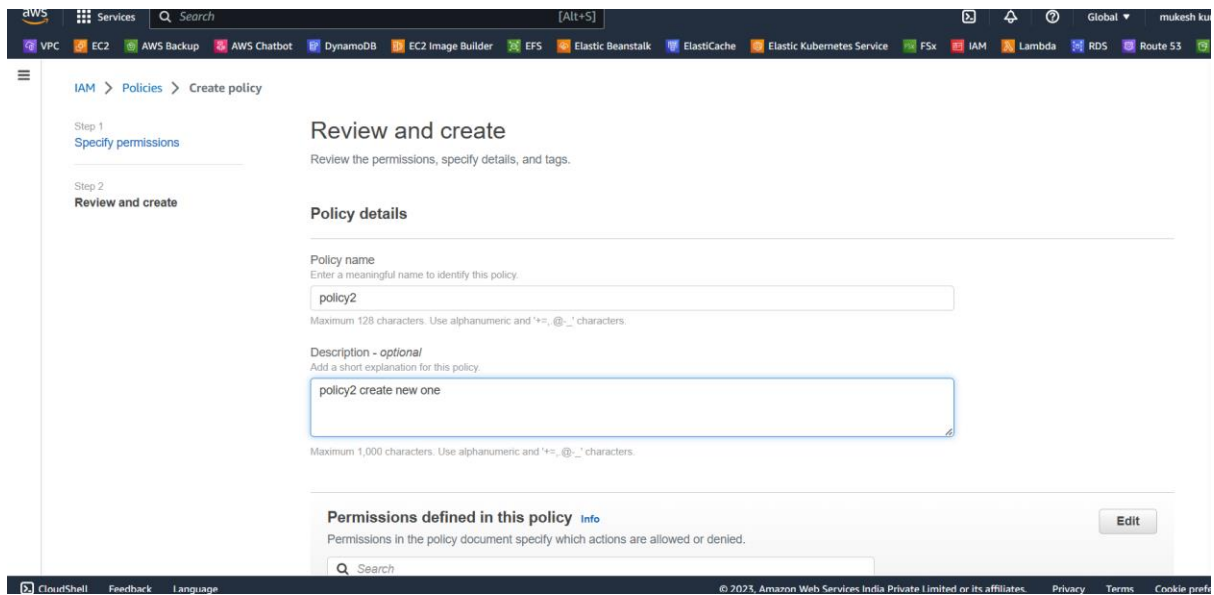 aws Services Search [Alt+S] Global mukesh
VPC EC2 AWS Backup AWS Chatbot DynamoDB EC2 Image Builder EFS Elastic Beanstalk ElastiCache Elastic Kubernetes Service FSx IAM Lambda RDS Route 53
IAM > Policies > Create policy
Step 1
Specify permissions
Step 2
Review and create
Review and create
Review the permissions, specify details, and tags.
Policy details
Policy name
Enter a meaningful name to identify this policy.
policy2
Maximum 128 characters. Use alphanumeric and '+=,.@-_' characters.
Description - optional
Add a short explanation for this policy.
policy2 create new one
Maximum 1,000 characters. Use alphanumeric and '+=,.@-_' characters.
Permissions defined in this policy Info
Edit
Permissions in the policy document specify which actions are allowed or denied.
Search
CloudShell Feedback Language © 2023, Amazon Web Services India Private Limited or its affiliates. Privacy Terms Cookie